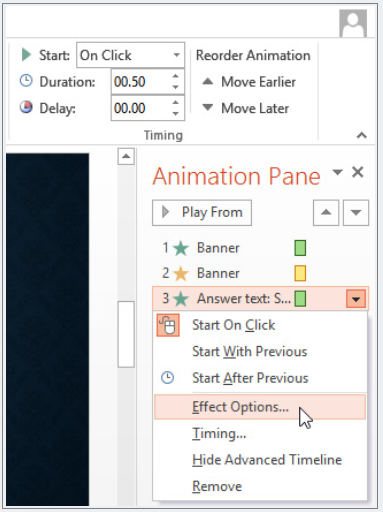 Start: On Click Reorder Animation
Duration: 00.50 Move Earlier
Delay: 00.00 Move Later
Timing
Animation Pane
Play From
1 Banner
2 Banner
3 Answer text: S...
Start On Click
Start With Previous
Start After Previous
Effect Options...
Timing...
Hide Advanced Timeline
Remove